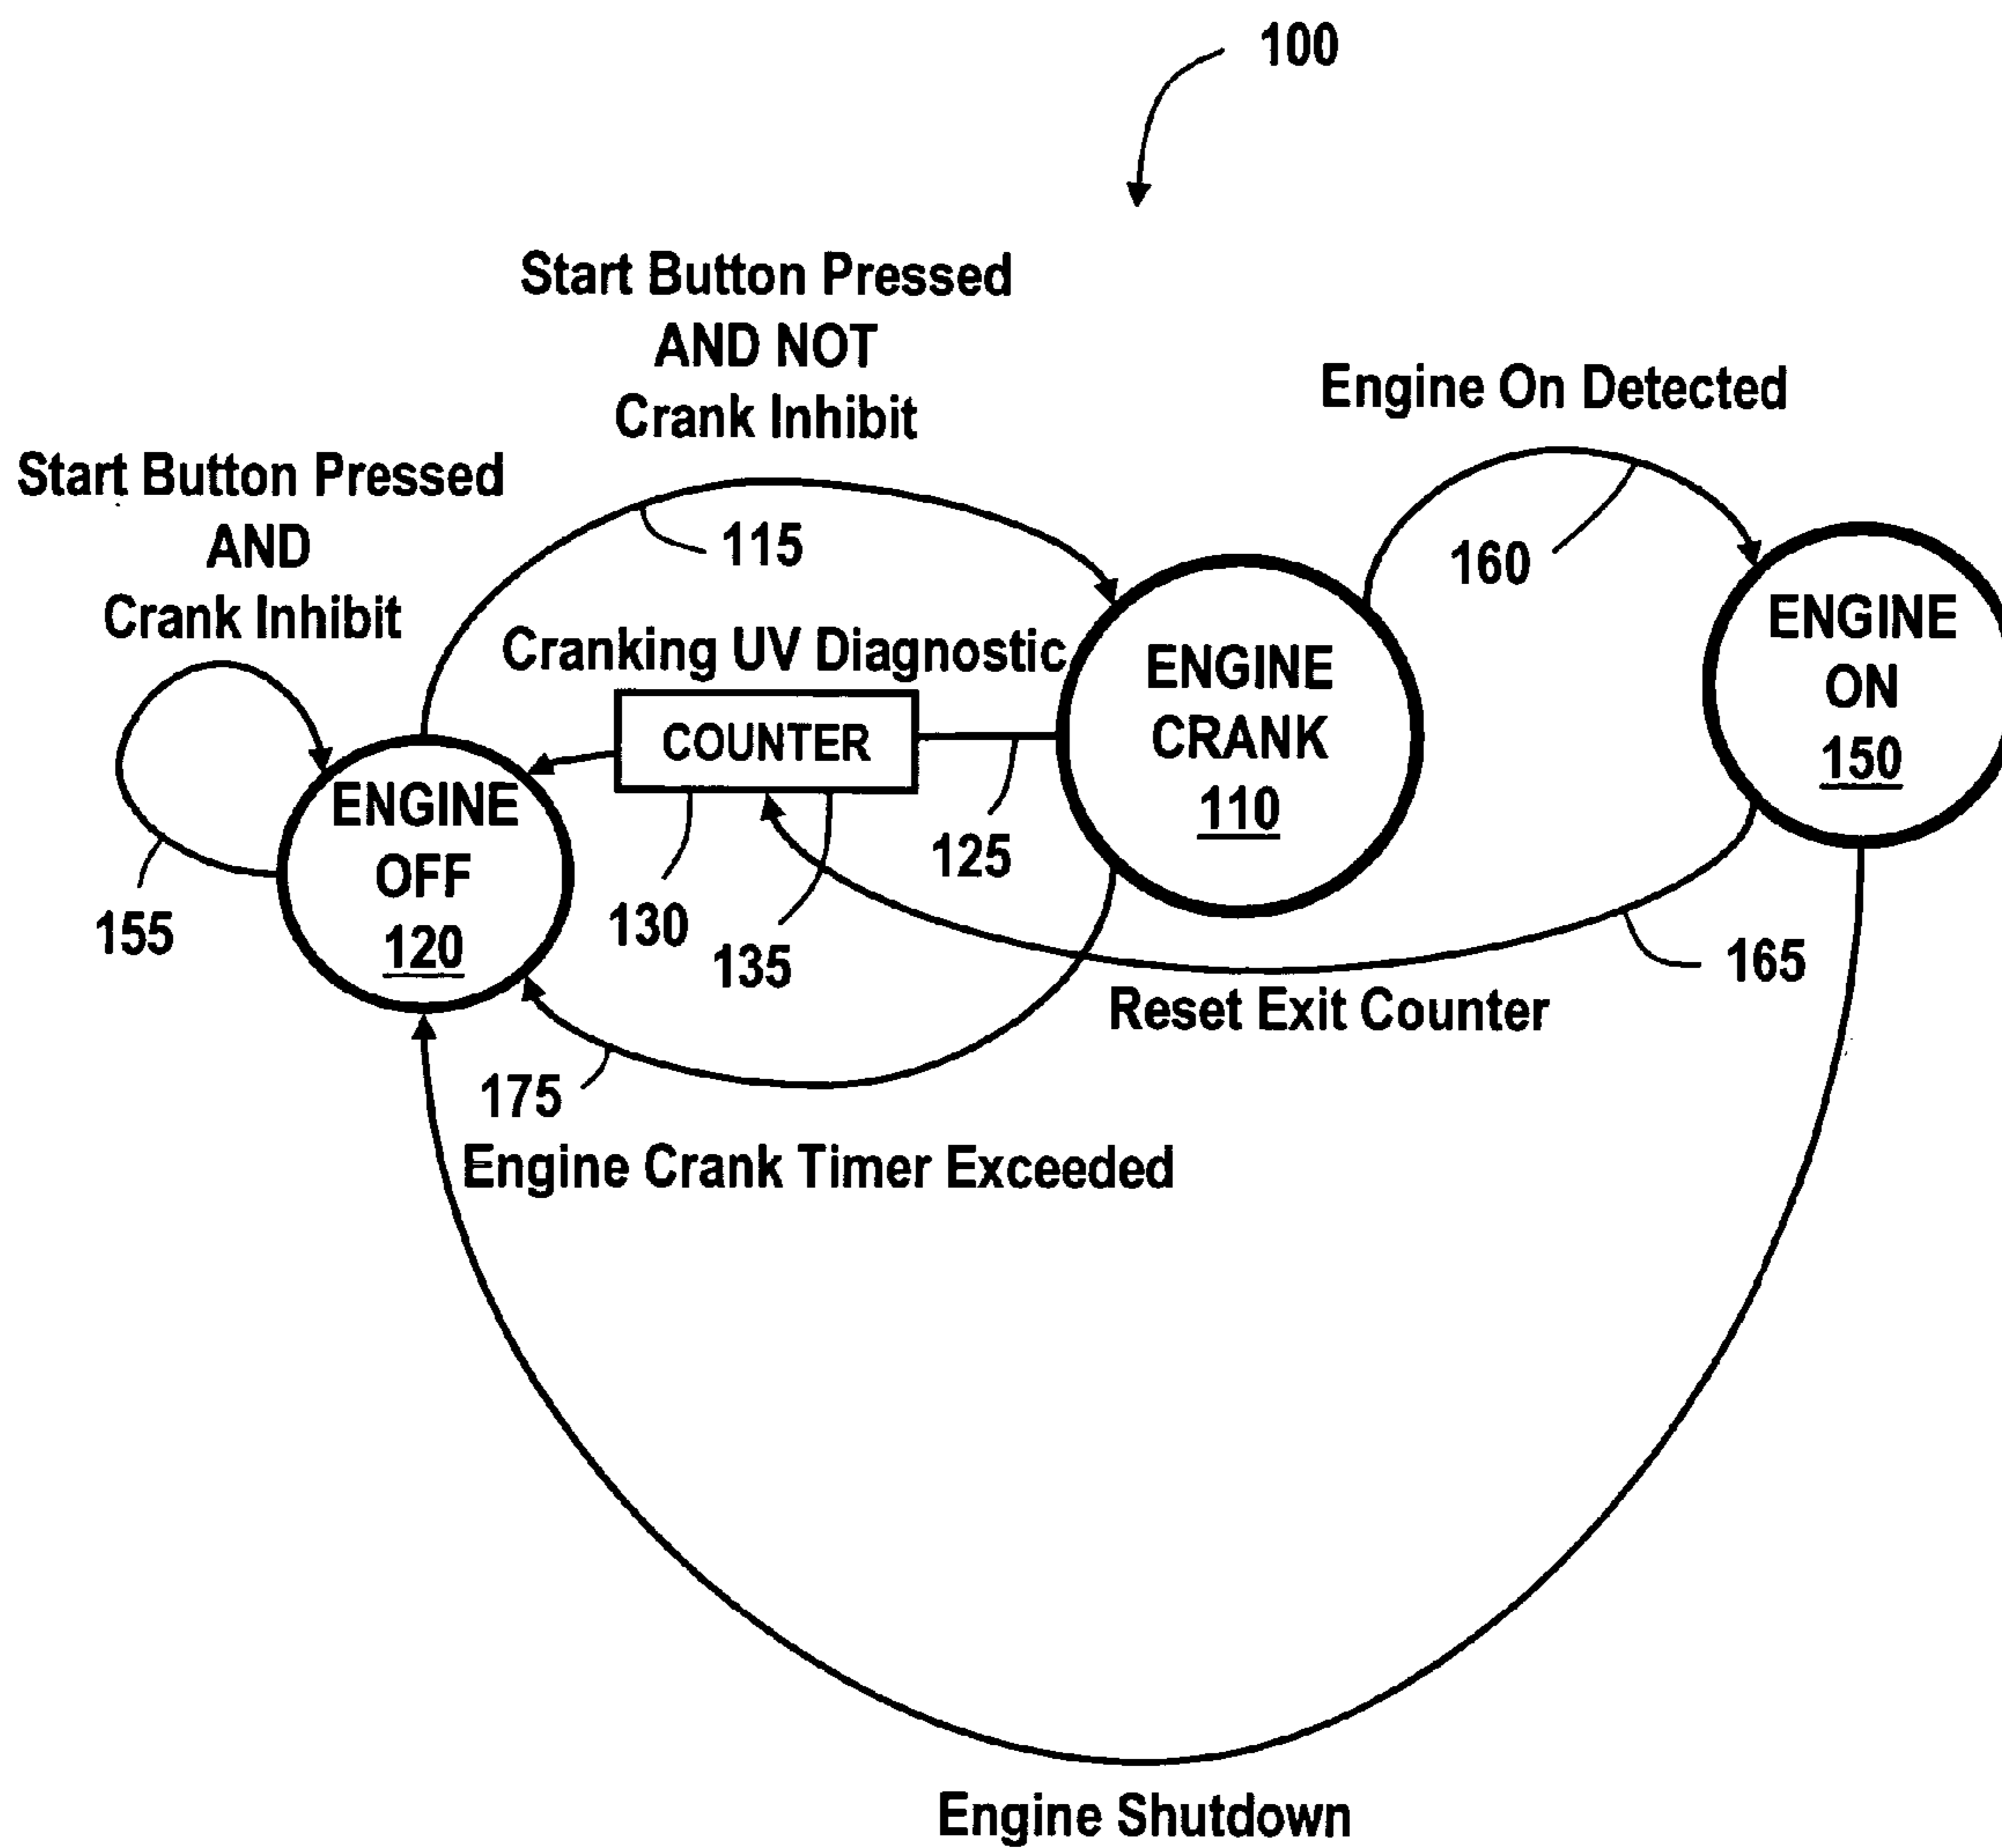 100
Start Button Pressed
AND NOT
Crank Inhibit
Engine On Detected
Start Button Pressed
AND
Crank Inhibit
115
160
Cranking UV Diagnostic
COUNTER
ENGINE
CRANK
110
ENGINE
ON
150
ENGINE
OFF
120
125
155
130
135
165
Reset Exit Counter
175
Engine Crank Timer Exceeded
Engine Shutdown